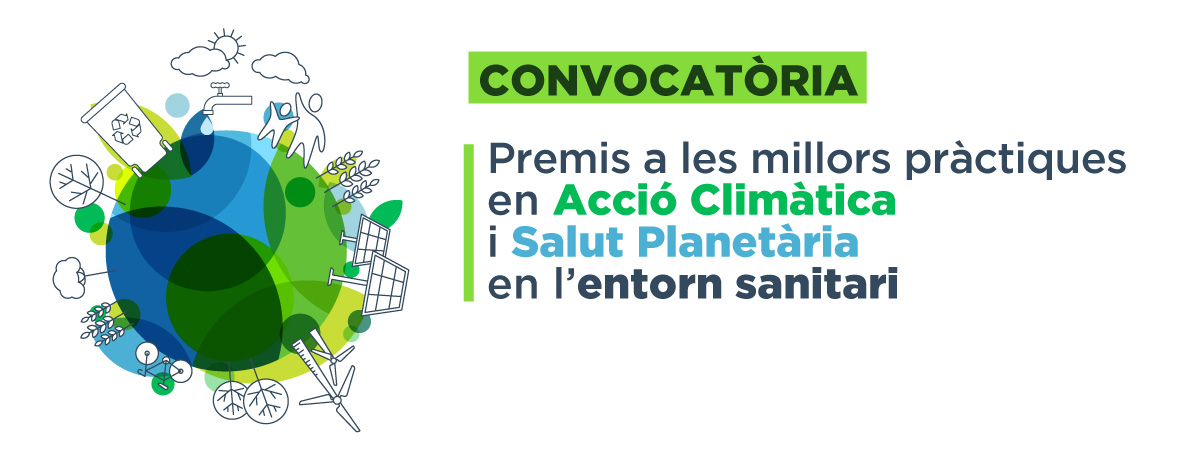 CONVOCATÒRIA
Premis a les millors pràctiques
en Acció Climàtica
i Salut Planetària
en l'entorn sanitari